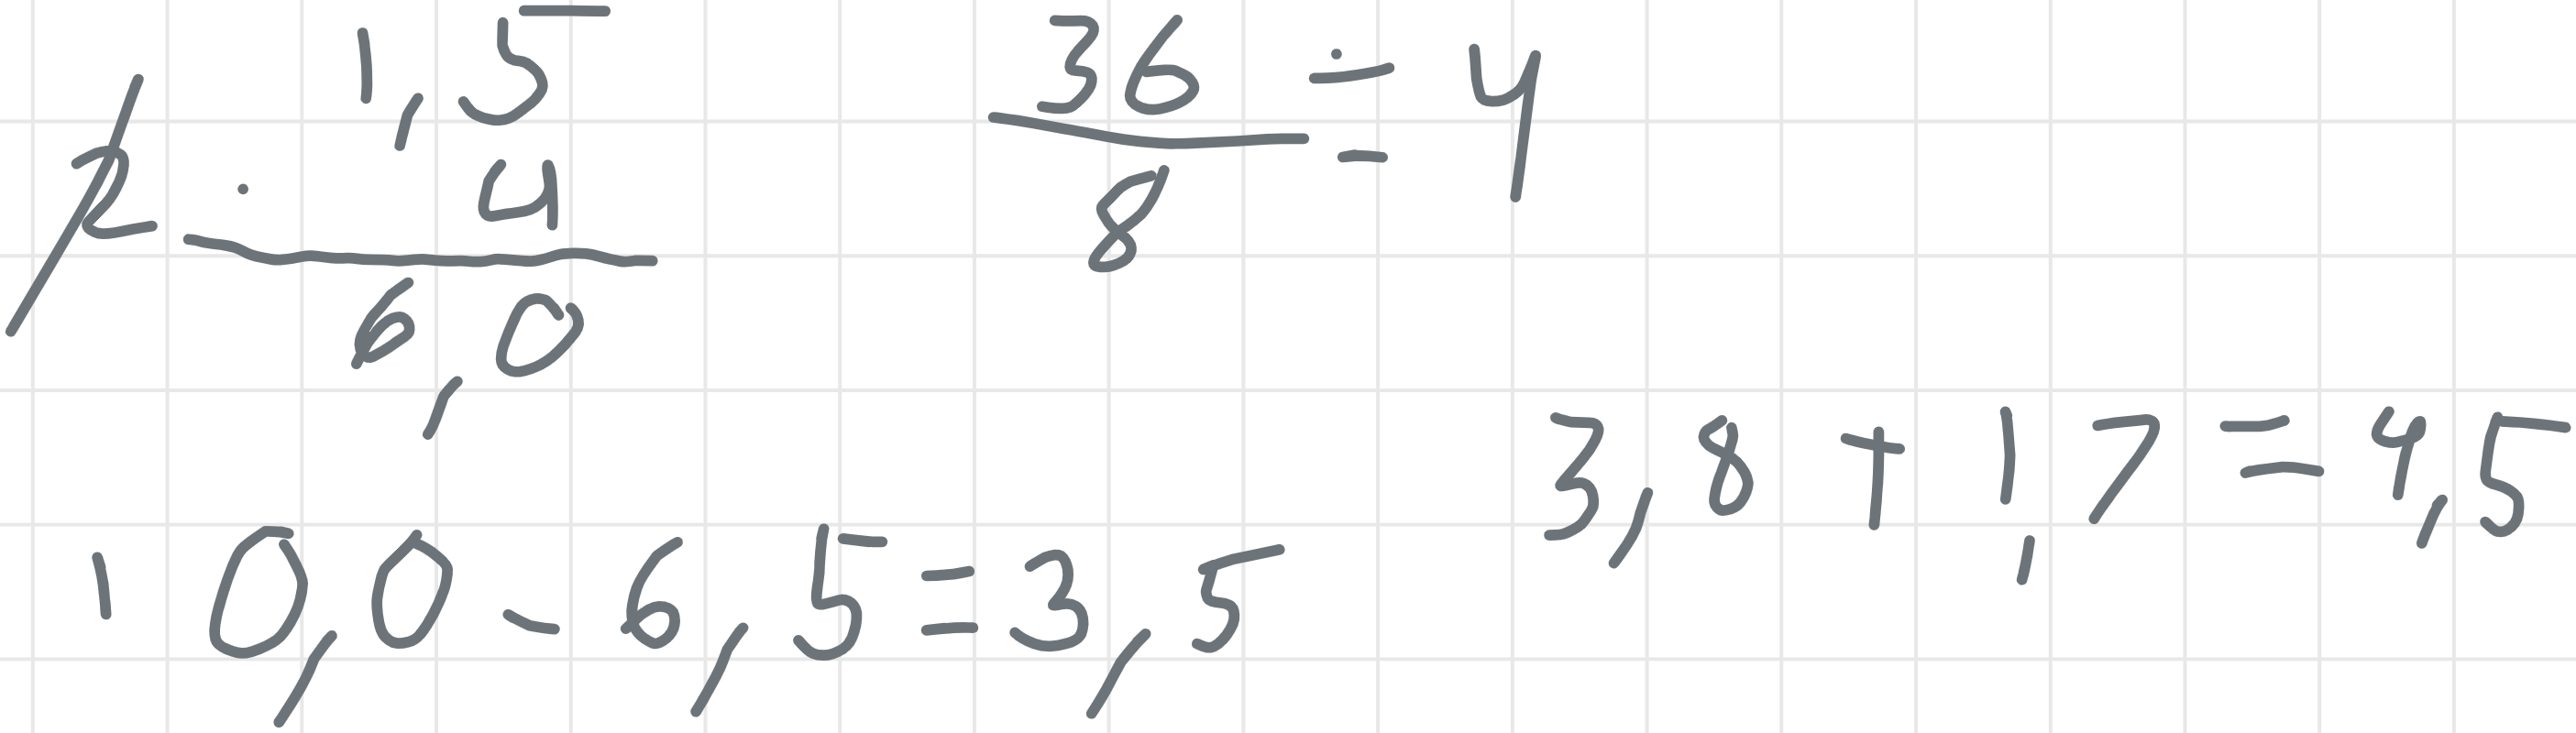 1,5
2 · 4
6,0
36 ÷ 4
=
8
3,8 + 1,7 = 4,5
10,0 - 6,5 = 3,5